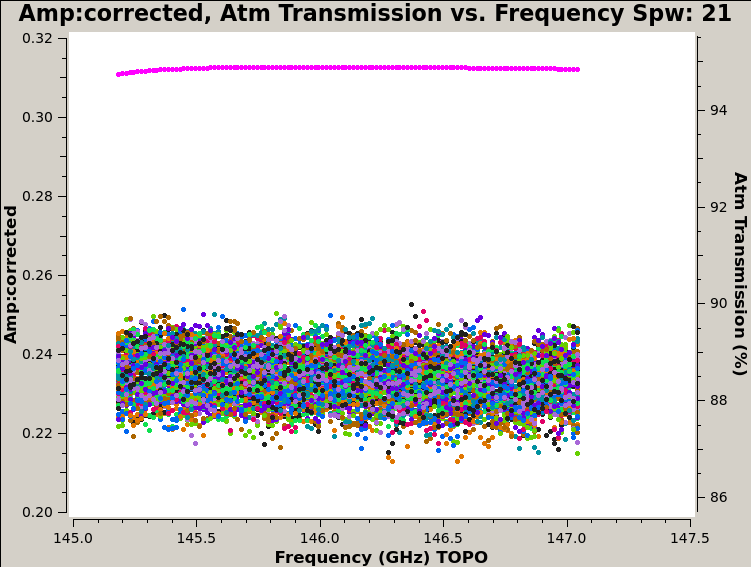 Amp:corrected, Atm Transmission vs. Frequency Spw: 21
0.32
0.30
0.28
0.26
0.24
0.22
0.20
Amp:corrected
94
92
90
88
86
Atm Transmission (%)
145.0 145.5 146.0 146.5 147.0 147.5
Frequency (GHz) TOPO